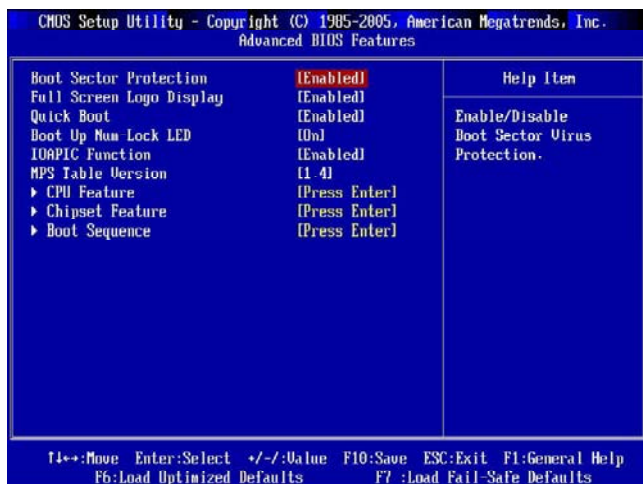 CMOS Setup Utility - Copyright (C) 1985-2005, American Megatrends, Inc.
Advanced BIOS Features
Boot Sector Protection [Enabled]
Full Screen Logo Display [Enabled]
Quick Boot [Enabled]
Boot Up Num-Lock LED [On]
IOAPIC Function [Enabled]
MPS Table Version [1.4]
▶ CPU Feature [Press Enter]
▶ Chipset Feature [Press Enter]
▶ Boot Sequence [Press Enter]
Help Item
Enable/Disable
Boot Sector Virus
Protection.
↑↓←→:Move Enter:Select +/-/:Value F10:Save ESC:Exit F1:General Help
F6:Load Optimized Defaults F7 :Load Fail-Safe Defaults